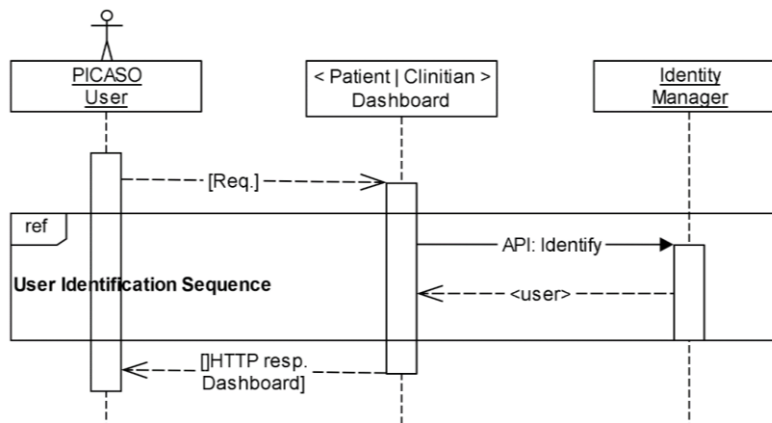 PICASO
User
< Patient | Clinitian >
Dashboard
Identity
Manager
[Req.]
ref
API: Identify
User Identification Sequence
<user>
[]HTTP resp.
Dashboard]